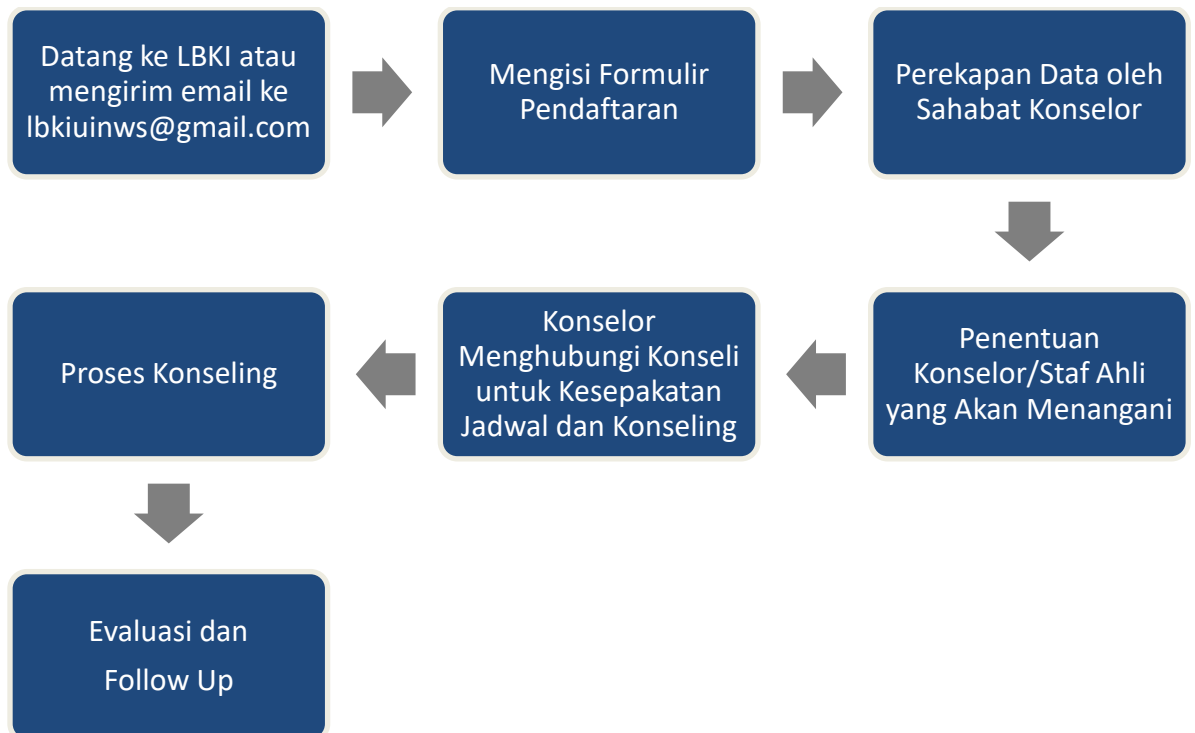 Datang ke LBKI atau
mengirim email ke
lbkiuinws@gmail.com
Mengisi Formulir
Pendaftaran
Perekapan Data oleh
Sahabat Konselor
Penentuan
Konselor/Staf Ahli
yang Akan Menangani
Konselor
Menghubungi Konseli
untuk Kesepakatan
Jadwal dan Konseling
Proses Konseling
Evaluasi dan
Follow Up